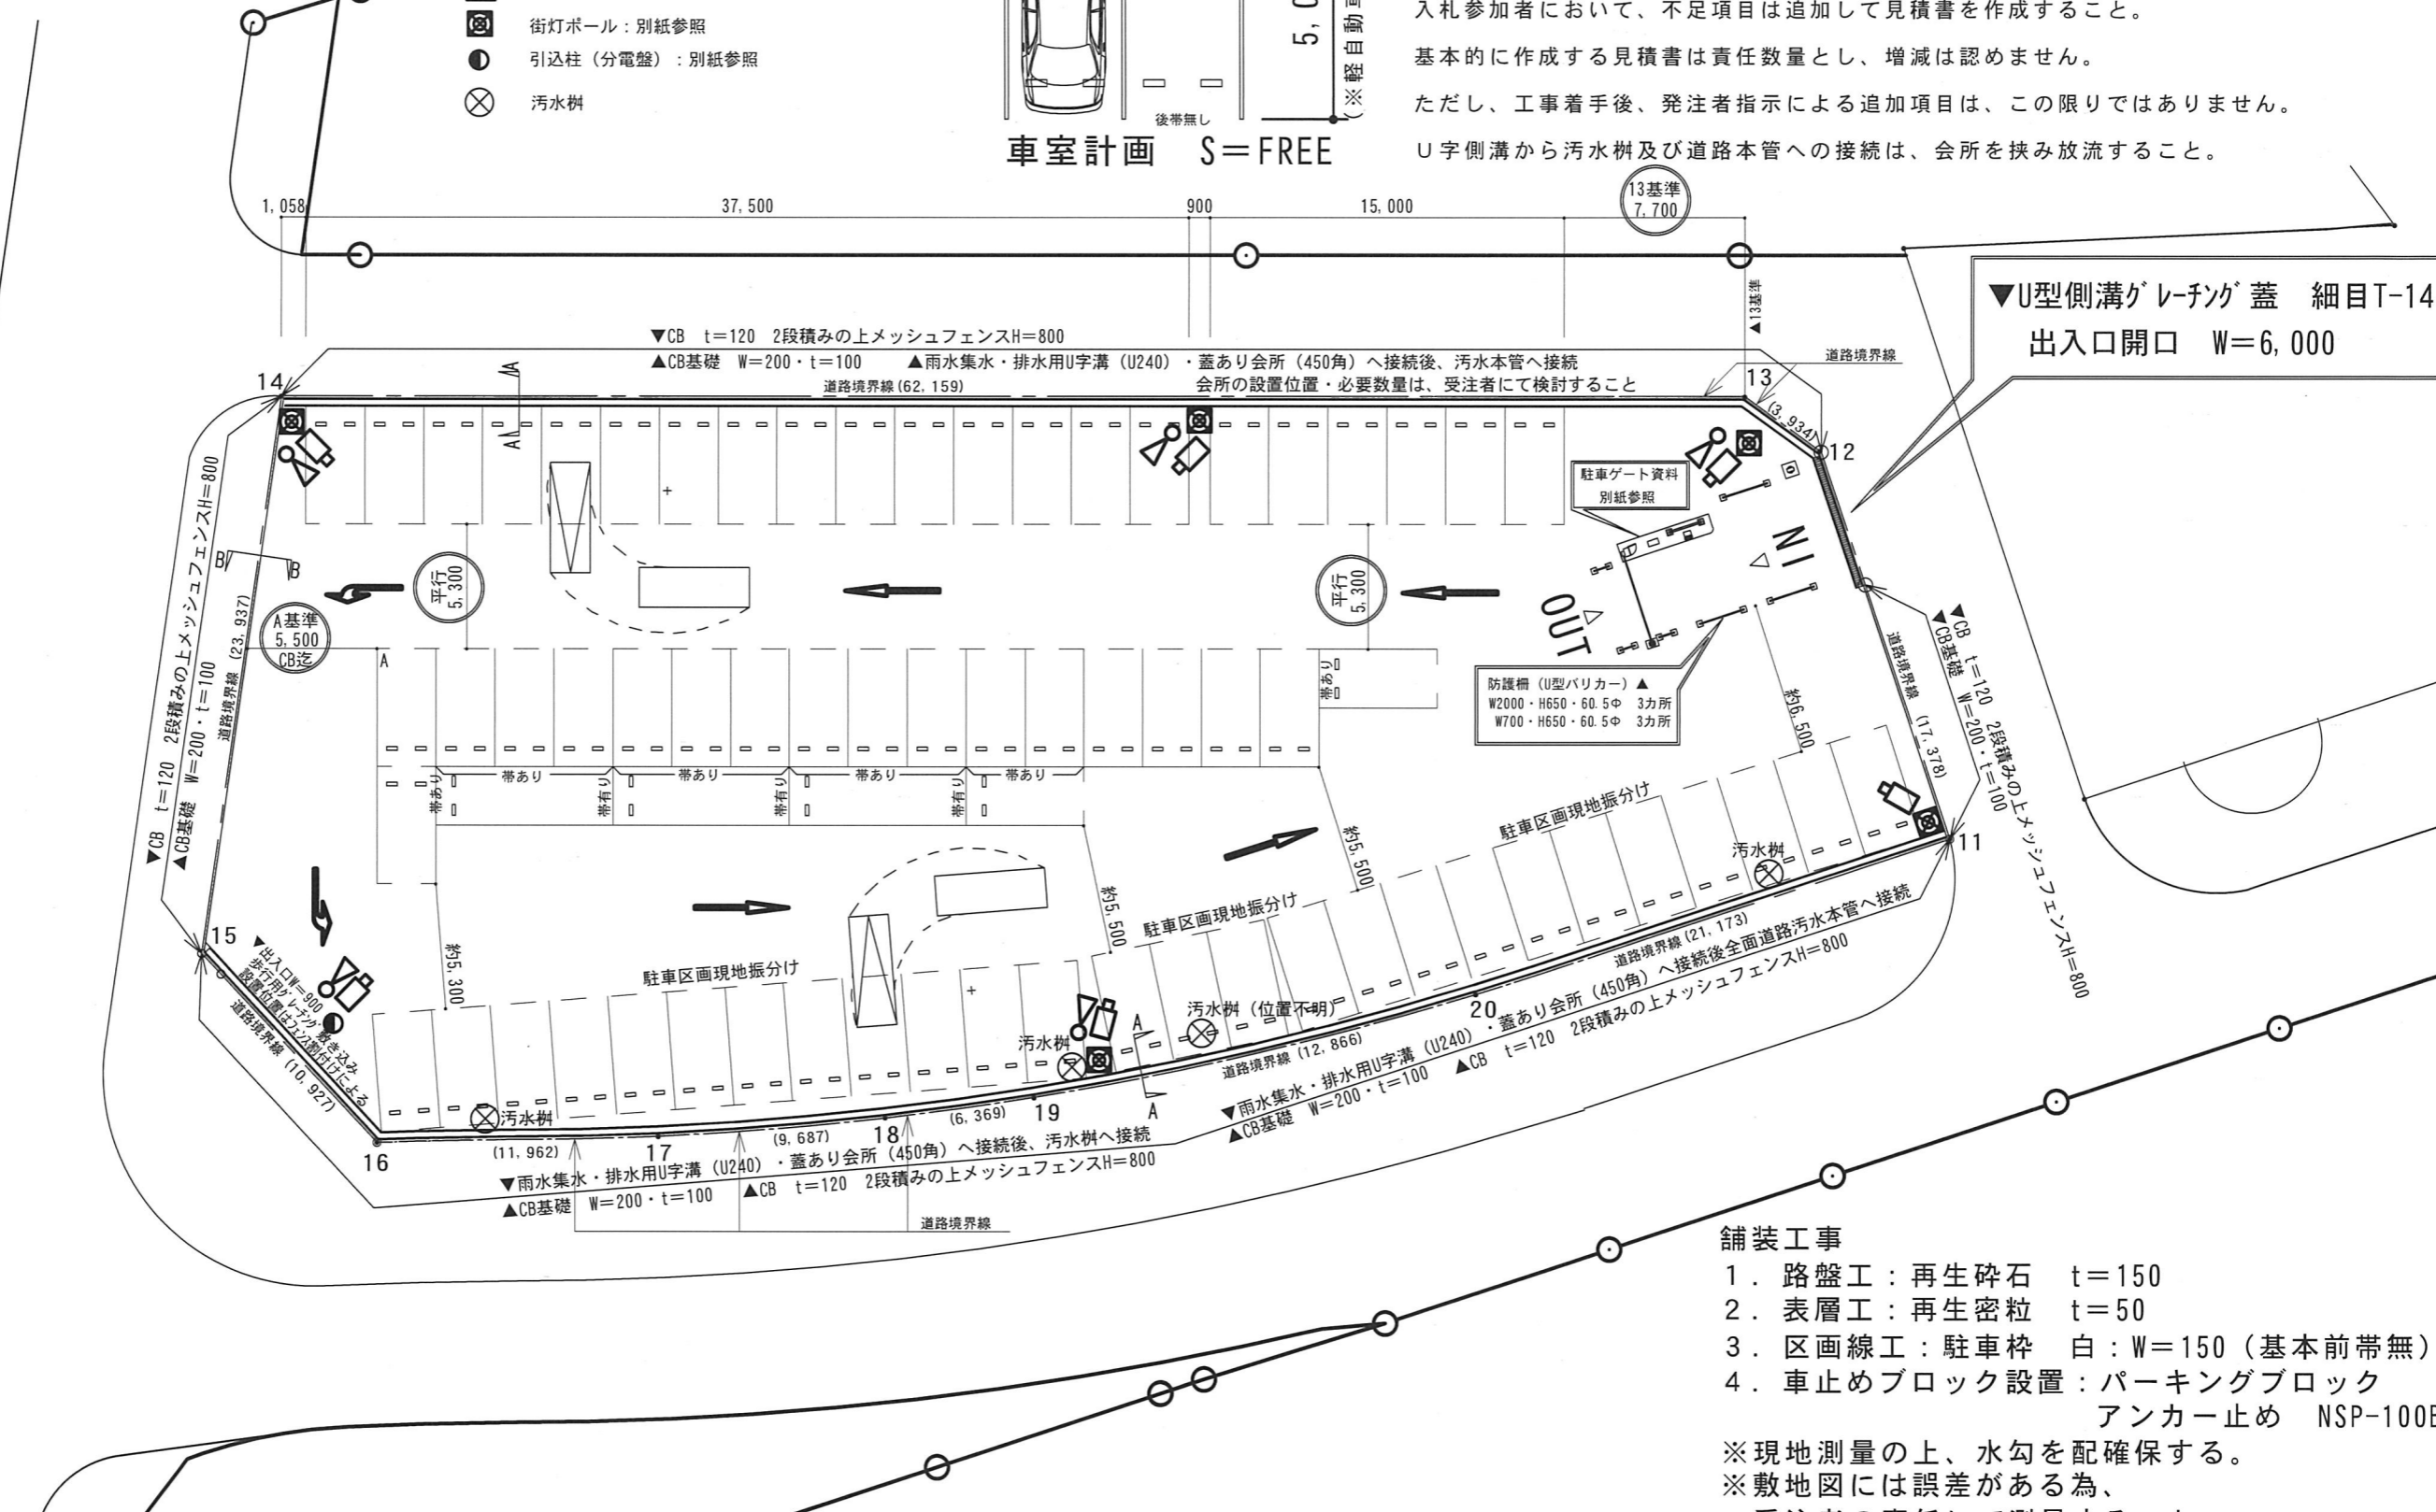 街灯ポール：別紙参照
引込柱（分電盤）：別紙参照
汚水桝
後帯無し
車室計画　S＝FREE
入札参加者において、不足項目は追加して見積書を作成すること。
基本的に作成する見積書は責任数量とし、増減は認めません。
ただし、工事着手後、発注者指示による追加項目は、この限りではありません。
U字側溝から汚水桝及び道路本管への接続は、会所を挟み放流すること。
1,058
37,500
900
15,000
13基準
7,700
▲13基準
▼U型側溝グレーチング蓋　細目T-14
出入口開口　W＝6,000
▼CB　t＝120　2段積みの上メッシュフェンスH＝800
▲CB基礎　W＝200・t＝100　▲雨水集水・排水用U字溝（U240）・蓋あり会所（450角）へ接続後、汚水本管へ接続
道路境界線(62,159)
会所の設置位置・必要数量は、受注者にて検討すること
道路境界線
14
13
(3,934)
12
A
A
駐車ゲート資料
別紙参照
IN
OUT
B
B
平行
5,300
平行
5,300
A基準
5,500
CB迄
A
▼CB　t＝120　2段積みの上メッシュフェンスH＝800
▲CB基礎　W＝200・t＝100
道路境界線（23,937）
帯あり
防護柵（U型バリカー）▲
W2000・H650・60.5Φ　3カ所
W700・H650・60.5Φ　3カ所
約6,500
道路境界線（17,378）
▼CB　t＝120　2段積みの上メッシュフェンスH＝800
▼CB基礎　W＝200・t＝100
帯あり
帯あり
帯有り
帯あり
帯有り
帯あり
帯有り
帯あり
駐車区画現地振分け
約5,500
汚水桝
11
駐車区画現地振分け
約5,500
15
▼出入口W＝900
歩行用グレーチング敷き込み
設置位置はフェンス割付けによる
道路境界線（10,927）
約5,300
駐車区画現地振分け
汚水桝（位置不明）
汚水桝
A
A
20
道路境界線(21,173)
道路境界線（12,866）
▼雨水集水・排水用U字溝（U240）・蓋あり会所（450角）へ接続後全面道路汚水本管へ接続
▲CB基礎　W＝200・t＝100　▲CB　t＝120　2段積みの上メッシュフェンスH＝800
汚水桝
16
(11,962)
17
(9,687)
18
(6,369)
19
▼雨水集水・排水用U字溝（U240）・蓋あり会所（450角）へ接続後、汚水桝へ接続
▲CB基礎　W＝200・t＝100　▲CB　t＝120　2段積みの上メッシュフェンスH＝800
道路境界線
舗装工事
1．路盤工：再生砕石　t＝150
2．表層工：再生密粒　t＝50
3．区画線工：駐車枠　白：W＝150（基本前帯無）
4．車止めブロック設置：パーキングブロック
アンカー止め　NSP-100B
※現地測量の上、水勾を配確保する。
※敷地図には誤差がある為、